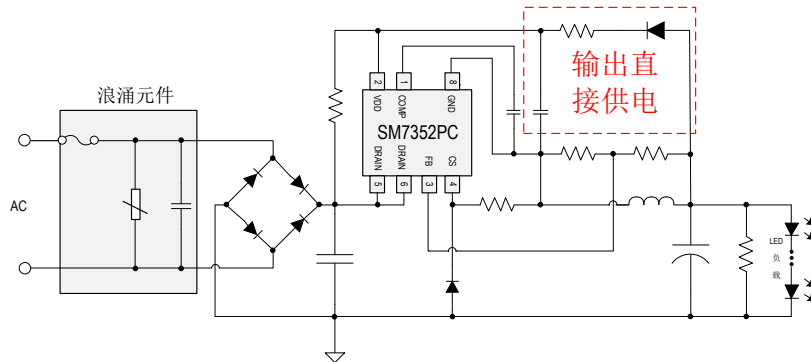 输出直
接供电
浪涌元件
2
1
8
VDD
COMP
GND
SM7352PC
DRAIN
DRAIN
FB
CS
5
6
3
4
AC
LED
负
载